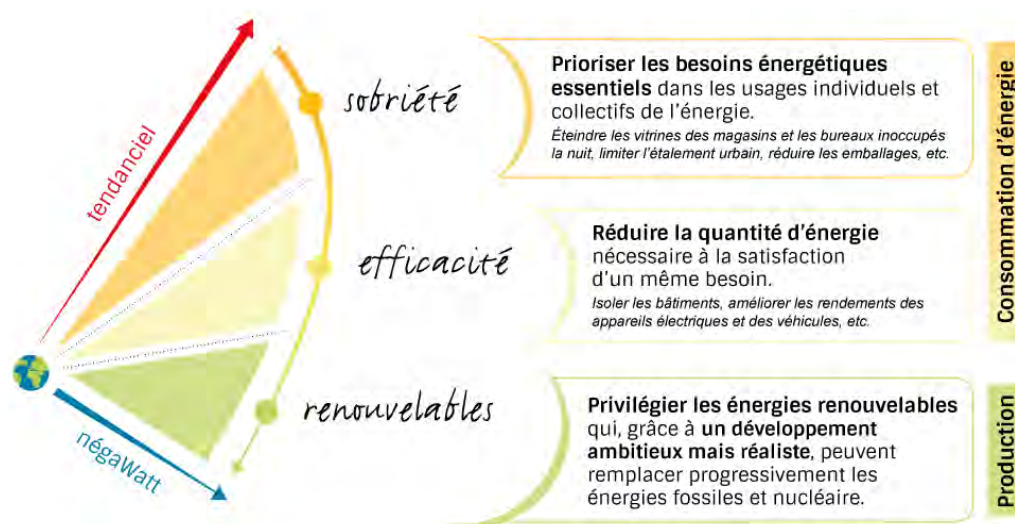 tendanciel
négaWatt
sobriété
Prioriser les besoins énergétiques
essentiels dans les usages individuels et
collectifs de l'énergie.
Éteindre les vitrines des magasins et les bureaux inoccupés
la nuit, limiter l'étalement urbain, réduire les emballages, etc.
efficacité
Réduire la quantité d'énergie
nécessaire à la satisfaction
d'un même besoin.
Isoler les bâtiments, améliorer les rendements des
appareils électriques et des véhicules, etc.
Consommation d'énergie
renouvelables
Privilégier les énergies renouvelables
qui, grâce à un développement
ambitieux mais réaliste, peuvent
remplacer progressivement les
énergies fossiles et nucléaire.
Production